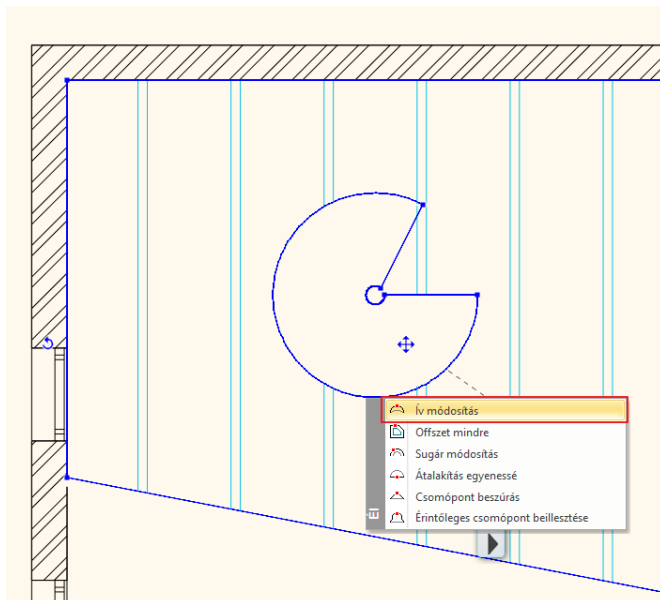 Ív módosítás
Offszet mindre
Sugár módosítás
Átalakítás egyenessé
Csomópont beszúrás
Érintőleges csomópont beillesztése
Él